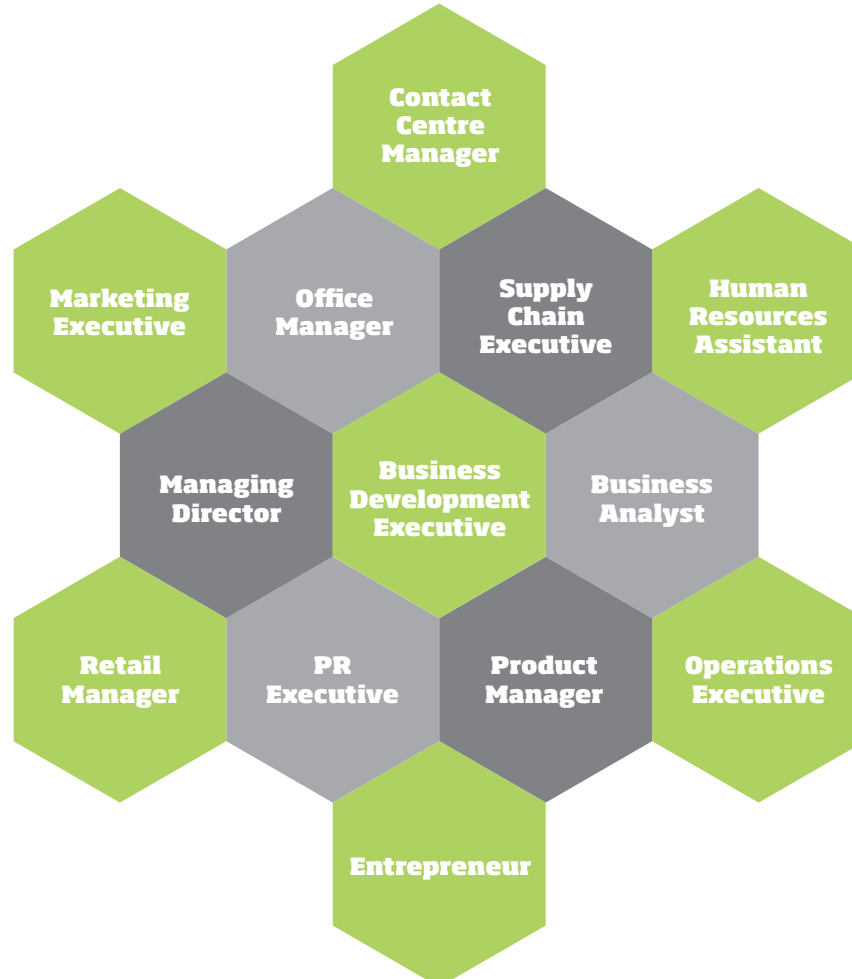 Contact
Centre
Manager
Marketing
Executive
Office
Manager
Supply
Chain
Executive
Human
Resources
Assistant
Managing
Director
Business
Development
Executive
Business
Analyst
Retail
Manager
PR
Executive
Product
Manager
Operations
Executive
Entrepreneur